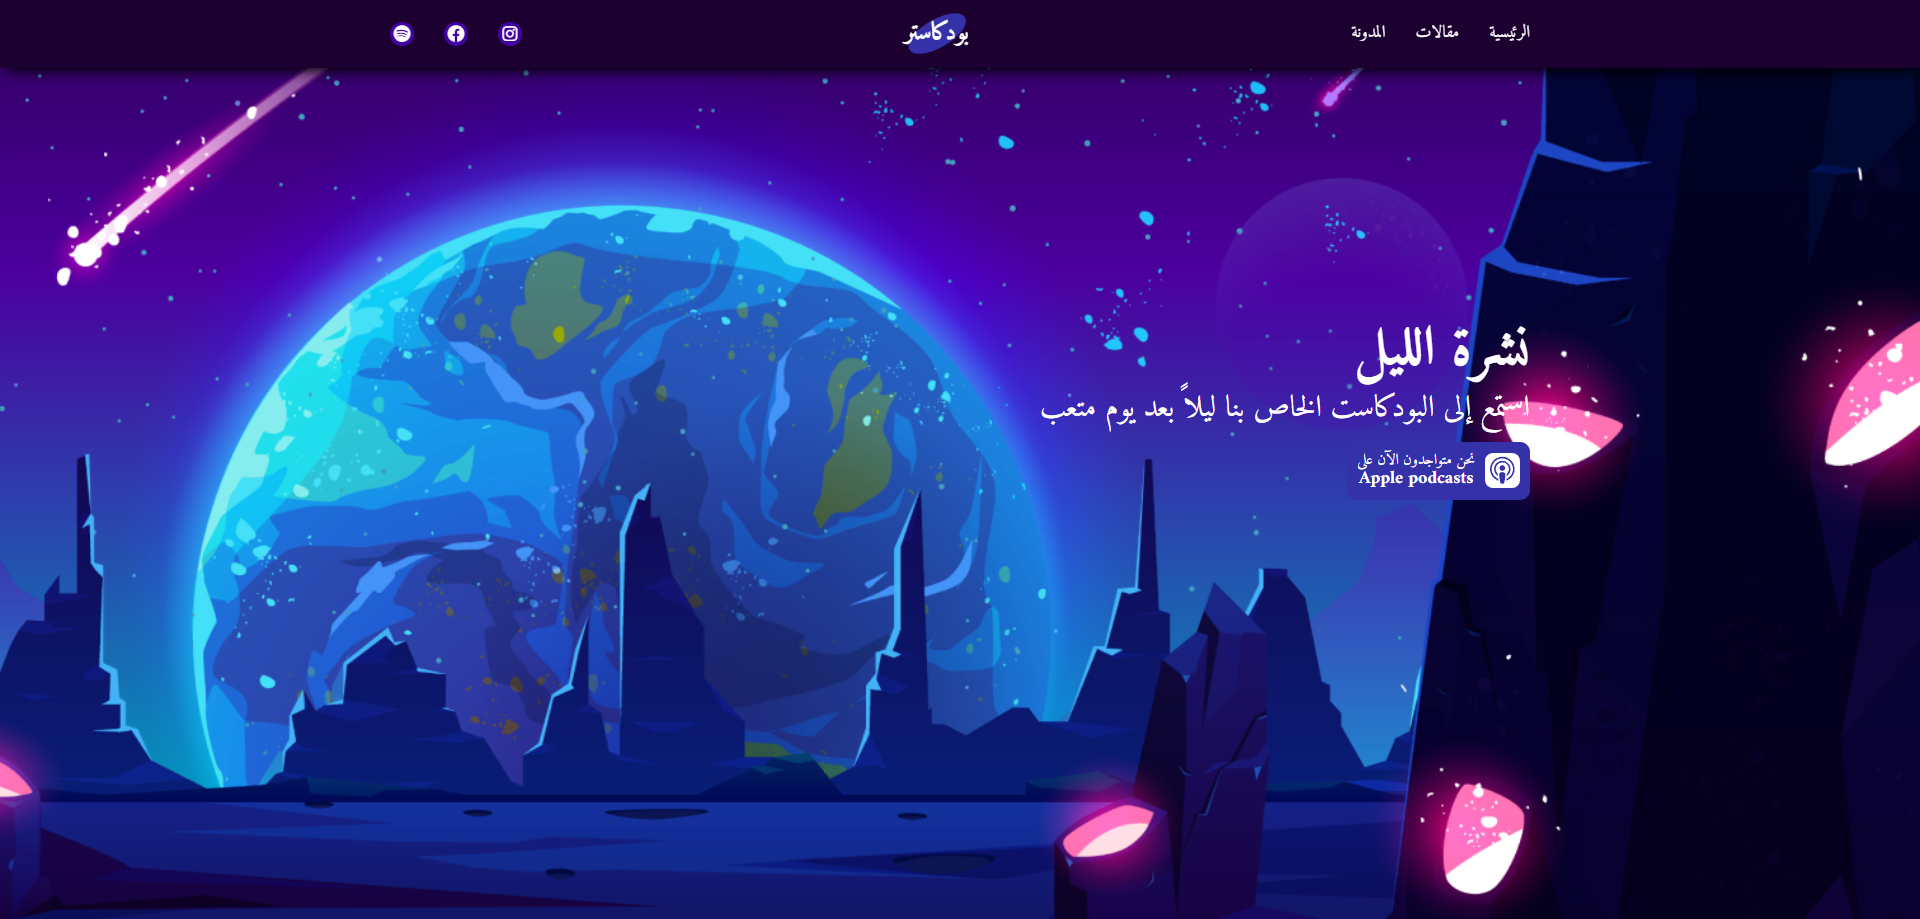 الرئيسية
مقالات
المدونة
بودكاستر
نشرة الليل
إستمع إلى البودكاست الخاص بنا ليلاً بعد يوم متعب
نحن متواجدون الآن على
Apple podcasts